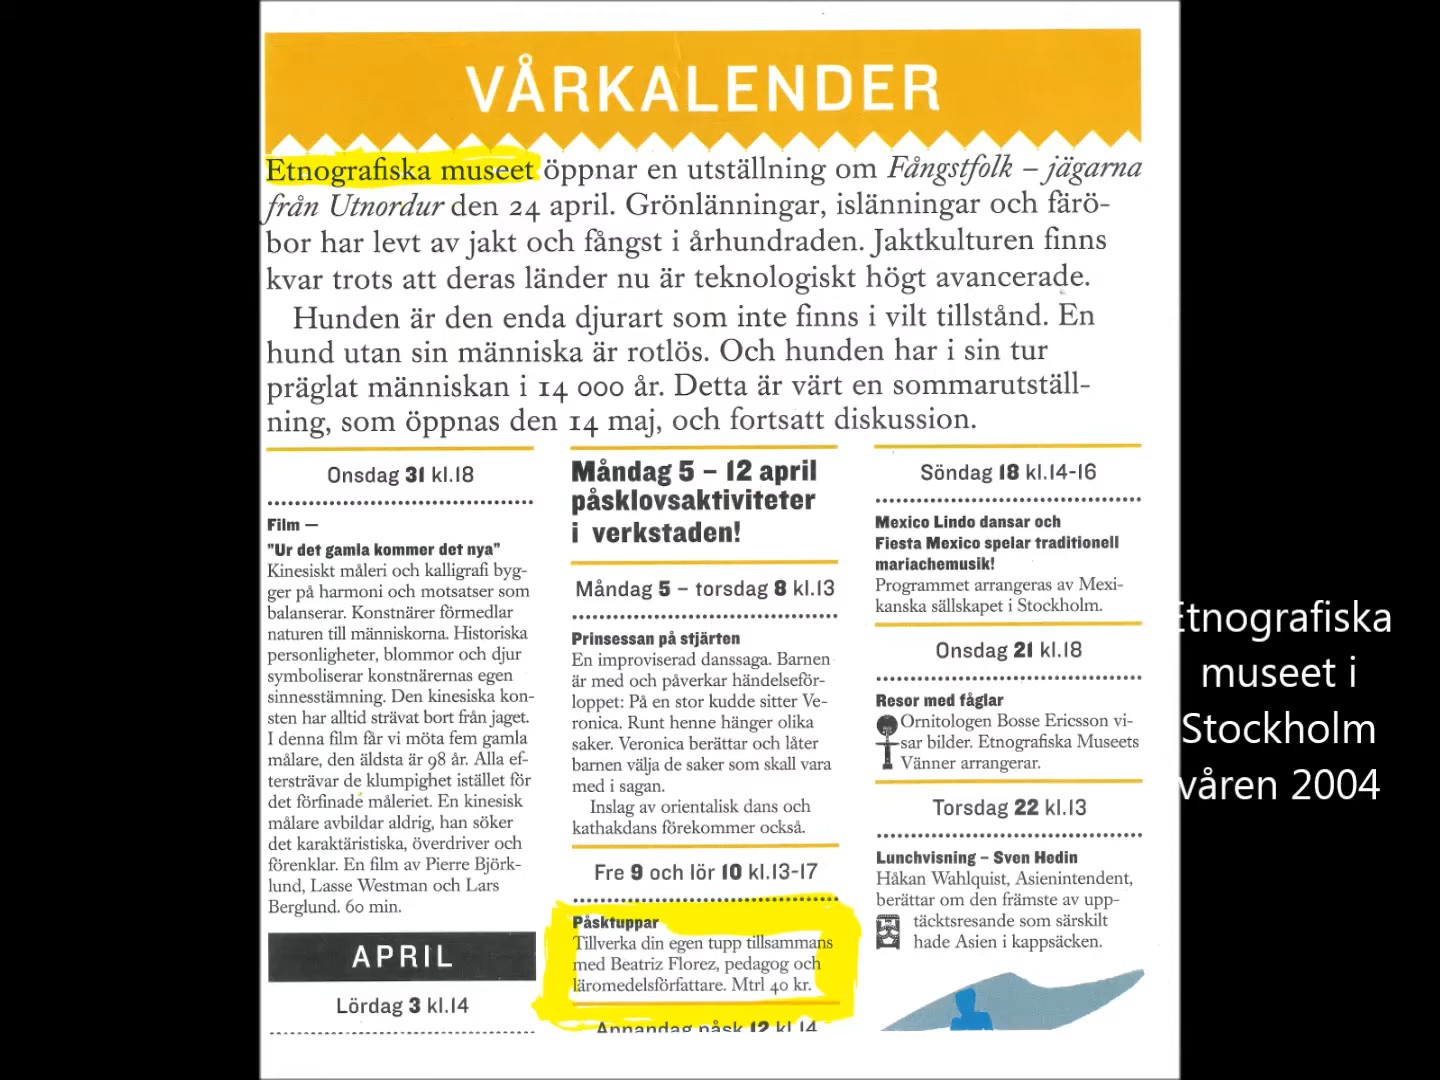 VÅRKALENDER
Etnografiska museet öppnar en utställning om Fångstfolk – jägarna
från Utnordur den 24 april. Grönlänningar, islänningar och färö-
bor har levt av jakt och fångst i århundraden. Jaktkulturen finns
kvar trots att deras länder nu är teknologiskt högt avancerade.
Hunden är den enda djurart som inte finns i vilt tillstånd. En
hund utan sin människa är rotlös. Och hunden har i sin tur
präglat människan i 14 000 år. Detta är värt en sommarutställ-
ning, som öppnas den 14 maj, och fortsatt diskussion.
Onsdag 31 kl.18
Film —
"Ur det gamla kommer det nya"
Kinesiskt måleri och kalligrafi byg-
ger på harmoni och motsatser som
balanserar. Konstnärer förmedlar
naturen till människorna. Historiska
personligheter, blommor och djur
symboliserar konstnärernas egen
sinnesstämning. Den kinesiska kon-
sten har alltid strävat bort från jaget.
I denna film får vi möta fem gamla
målare, den äldsta är 98 år. Alla ef-
tersträvar de klumpighet istället för
det förfinade måleriet. En kinesisk
målare avbildar aldrig, han söker
det karaktäristiska, överdriver och
förenklar. En film av Pierre Björk-
lund, Lasse Westman och Lars
Berglund. 60 min.
APRIL
Lördag 3 kl.14
Måndag 5 – 12 april
påsklovsaktiviteter
i verkstaden!
Måndag 5 – torsdag 8 kl.13
Prinsessan på stjärten
En improviserad danssaga. Barnen
är med och påverkar händelseför-
loppet: På en stor kudde sitter Ve-
ronica. Runt henne hänger olika
saker. Veronica berättar och låter
barnen välja de saker som skall vara
med i sagan.
Inslag av orientalisk dans och
kathakdans förekommer också.
Fre 9 och lör 10 kl.13-17
Påsktuppar
Tillverka din egen tupp tillsammans
med Beatriz Florez, pedagog och
läromedelsförfattare. Mtrl 40 kr.
Annandag påsk 12 kl.14
Söndag 18 kl.14-16
Mexico Lindo dansar och
Fiesta Mexico spelar traditionell
mariachemusik!
Programmet arrangeras av Mexi-
kanska sällskapet i Stockholm.
Onsdag 21 kl.18
Resor med fåglar
Ornitologen Bosse Ericsson vi-
sar bilder. Etnografiska Museets
Vänner arrangerar.
Torsdag 22 kl.13
Lunchvisning – Sven Hedin
Håkan Wahlquist, Asienintendent,
berättar om den främste av upp-
täcktsresande som särskilt
hade Asien i kappsäcken.
Etnografiska
museet i
Stockholm
våren 2004